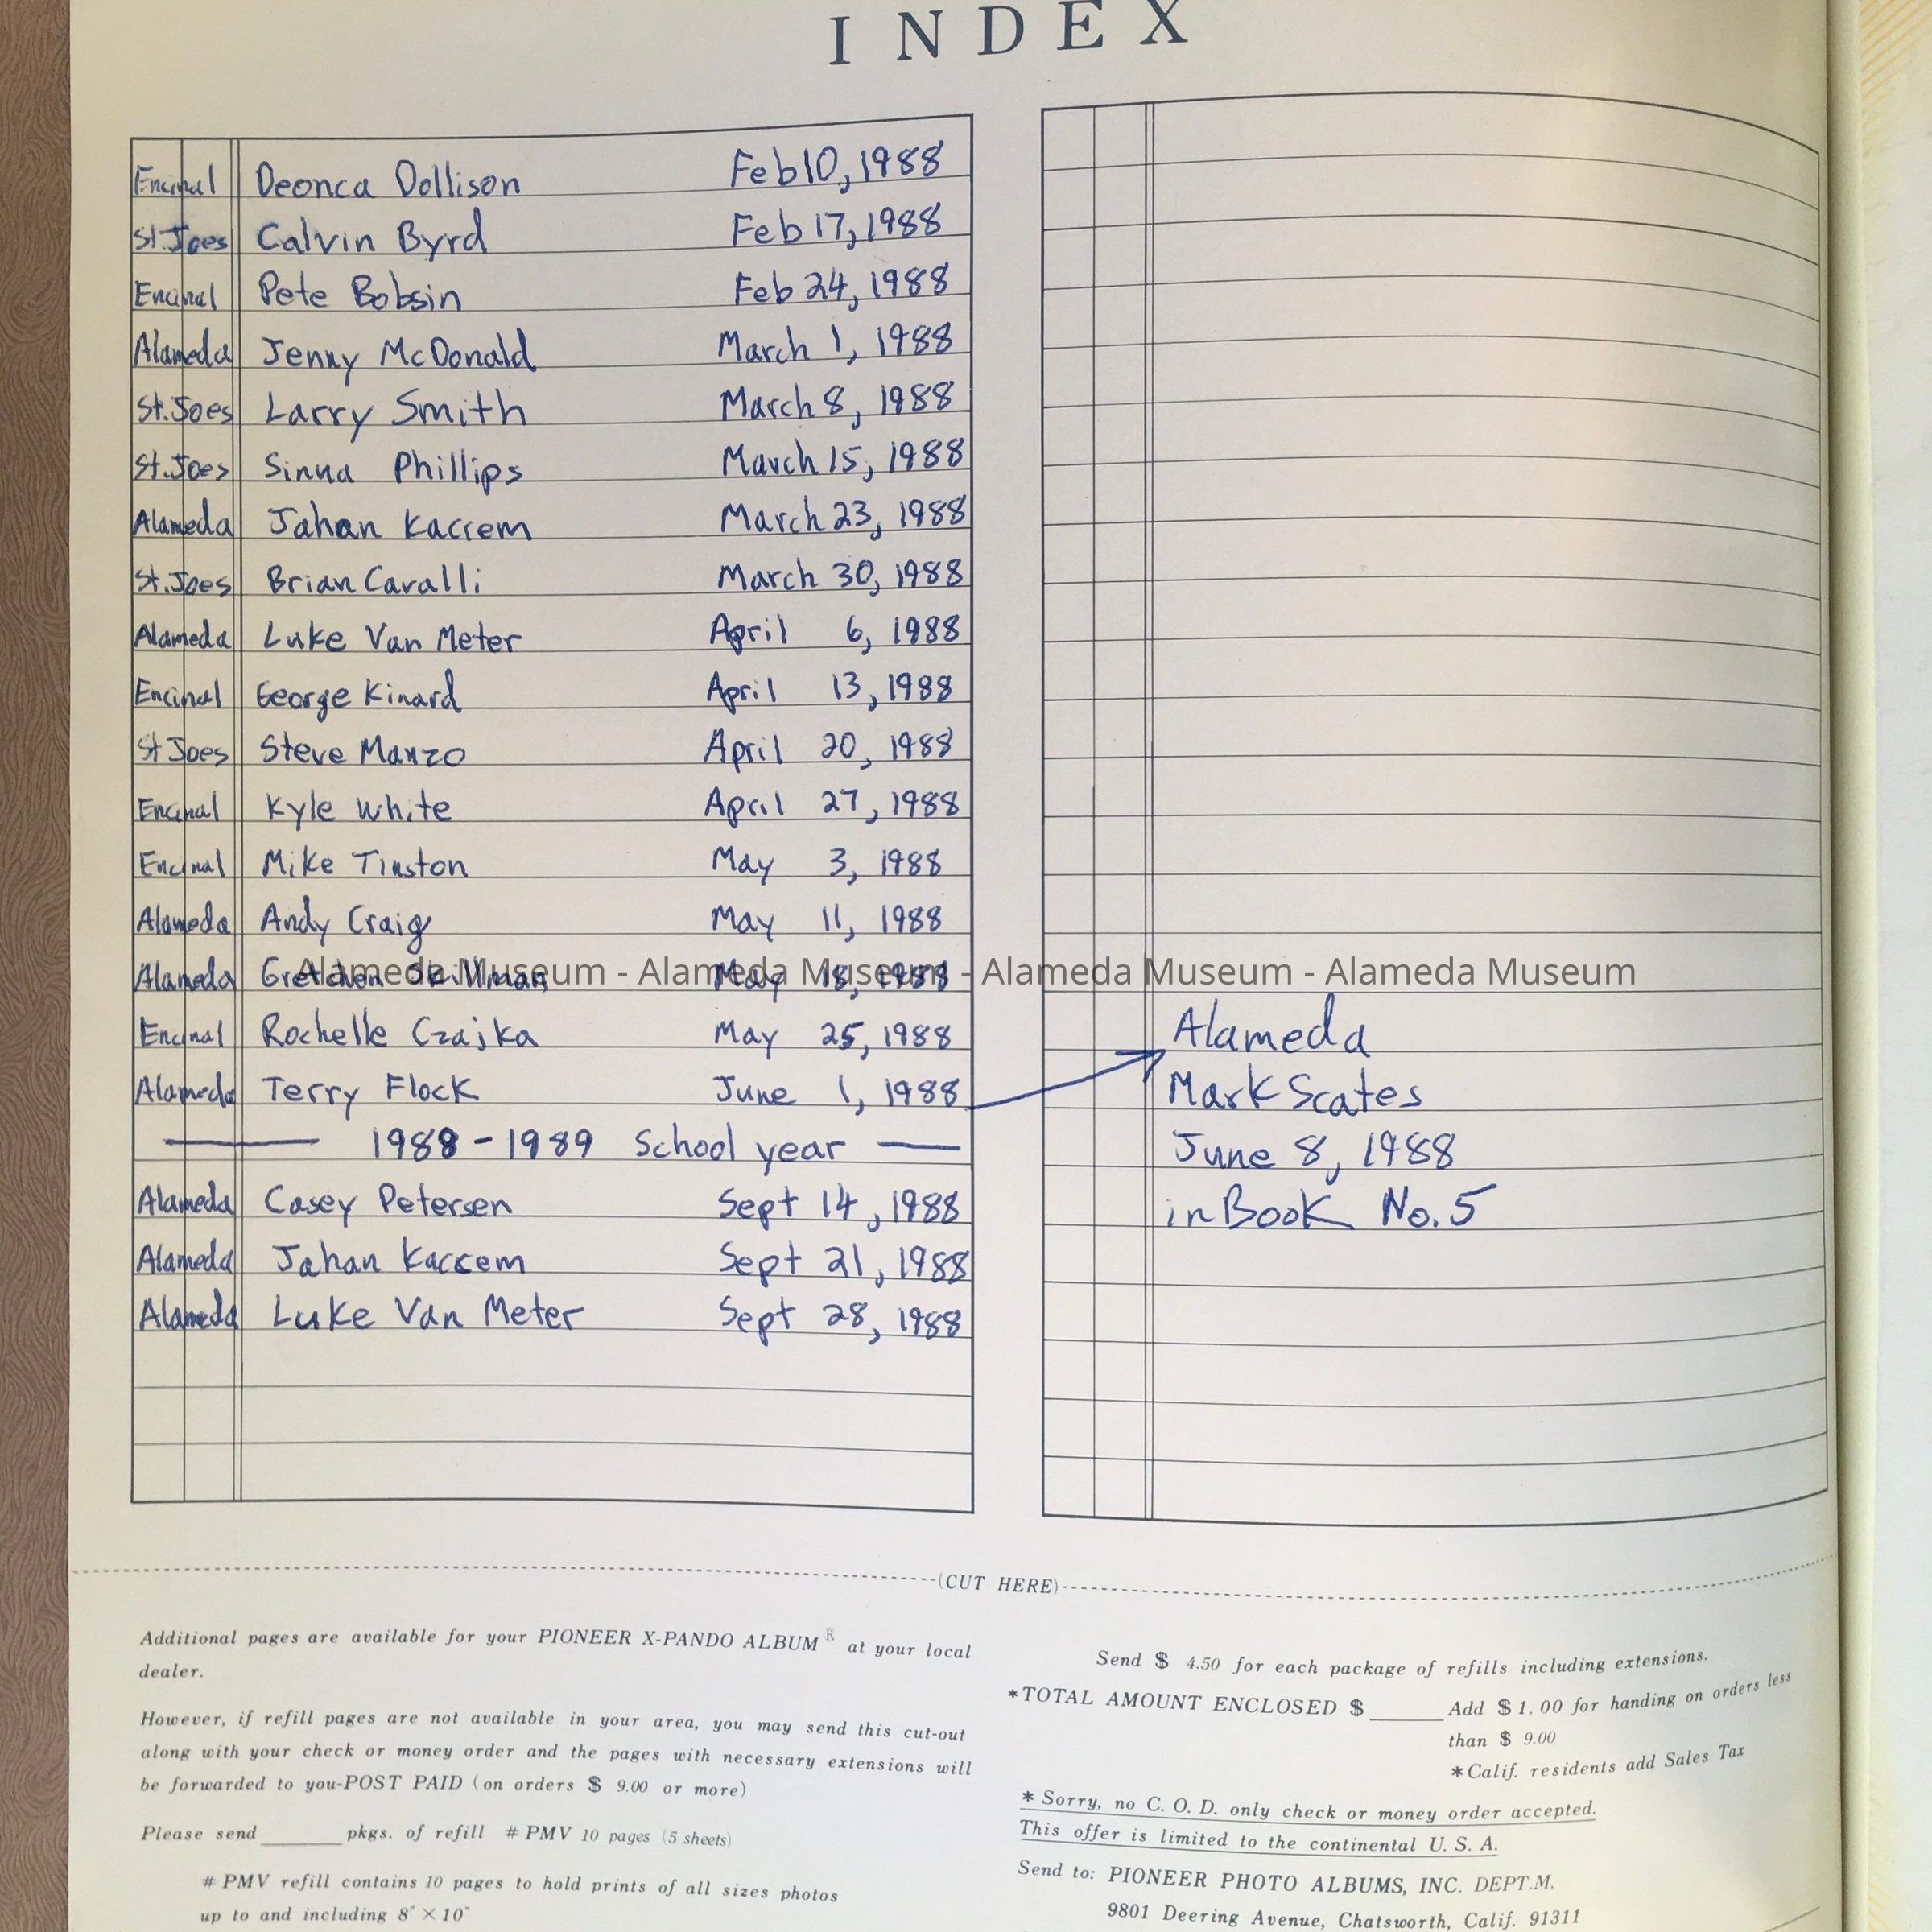 INDEX
Encinal Deonca Dollison Feb 10, 1988
St. Joes Calvin Byrd Feb 17, 1988
Encinal Pete Bobsin Feb 24, 1988
Alameda Jenny McDonald March 1, 1988
St. Joes Larry Smith March 8, 1988
St. Joes Sinna Phillips March 15, 1988
Alameda Jahan March 23, 1988
St. Joes Brian Cavalli March 30, 1988
Alameda Luke Van Meter April 6, 1988
Encinal George Kinard April 13, 1988
St Joes Steve Manzo April 20, 1988
Encinal Kyle White April 27, 1988
Encinal Mike May 3, 1988
Alameda Andy Craig May 11, 1988
Alameda Gretchen May 18, 1988
Alameda Museum - Alameda Museum - Alameda Museum - Alameda Museum
Encinal Rochelle Czajka May 25, 1988
Alameda Terry Flock June 1, 1988
1988-1989 School year
Alameda Casey Petersen Sept 14, 1988
Alameda Jahan Sept 21, 1988
Alameda Luke Van Meter Sept 28, 1988
Alameda
Mark Scates
June 8, 1988
in Book No. 5
(CUT HERE)
Additional pages are available for your PIONEER X-PANDO ALBUM® at your local
dealer.
However, if refill pages are not available in your area, you may send this cut-out
along with your check or money order and the pages with necessary extensions will
be forwarded to you-POST PAID (on orders $ 9.00 or more)
Please send ______ pkgs. of refill # PMV 10 pages (5 sheets)
# PMV refill contains 10 pages to hold prints of all sizes photos
up to and including 8" × 10"
Send $ 4.50 for each package of refills including extensions.
*TOTAL AMOUNT ENCLOSED $ ______ Add $ 1.00 for handing on orders less
than $ 9.00
*Calif. residents add Sales Tax
* Sorry, no C. O. D. only check or money order accepted.
This offer is limited to the continental U. S. A.
Send to: PIONEER PHOTO ALBUMS, INC. DEPT.M.
9801 Deering Avenue, Chatsworth, Calif. 91311